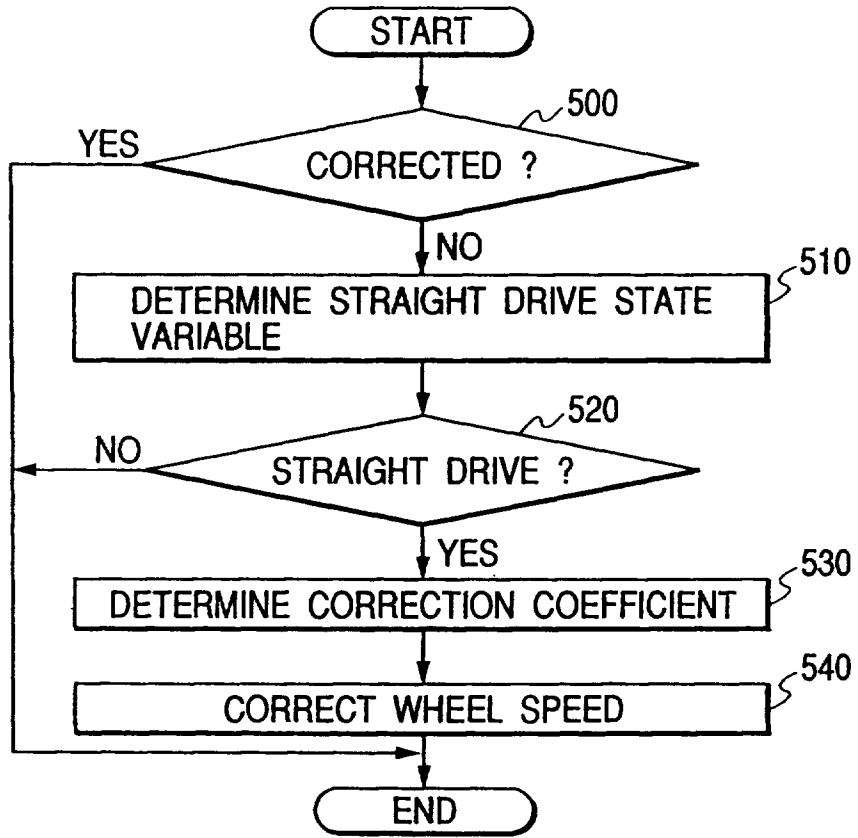 START
500
YES
CORRECTED ?
NO
510
DETERMINE STRAIGHT DRIVE STATE
VARIABLE
520
NO
STRAIGHT DRIVE ?
YES
530
DETERMINE CORRECTION COEFFICIENT
540
CORRECT WHEEL SPEED
END